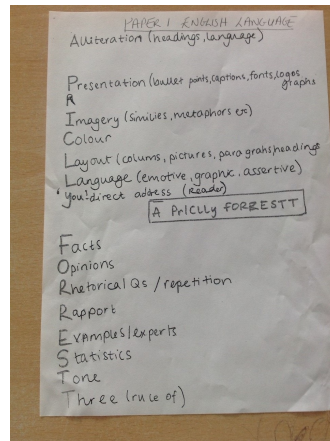 PAPER 1 ENGLISH LANGUAGE
Alliteration (headings, language)
Presentation (bullet points, captions, fonts, logos
graphs
R
Imagery (similies, metaphors etc)
Colour
Layout (colums, pictures, para grahs, headings
Language (emotive, graphic, assertive)
'You' direct address (Reader)
A PrICLLy FORRESTT
Facts
Opinions
Rhetorical Qs / repetition
Rapport
Examples/experts
Statistics
Tone
Three (rule of)